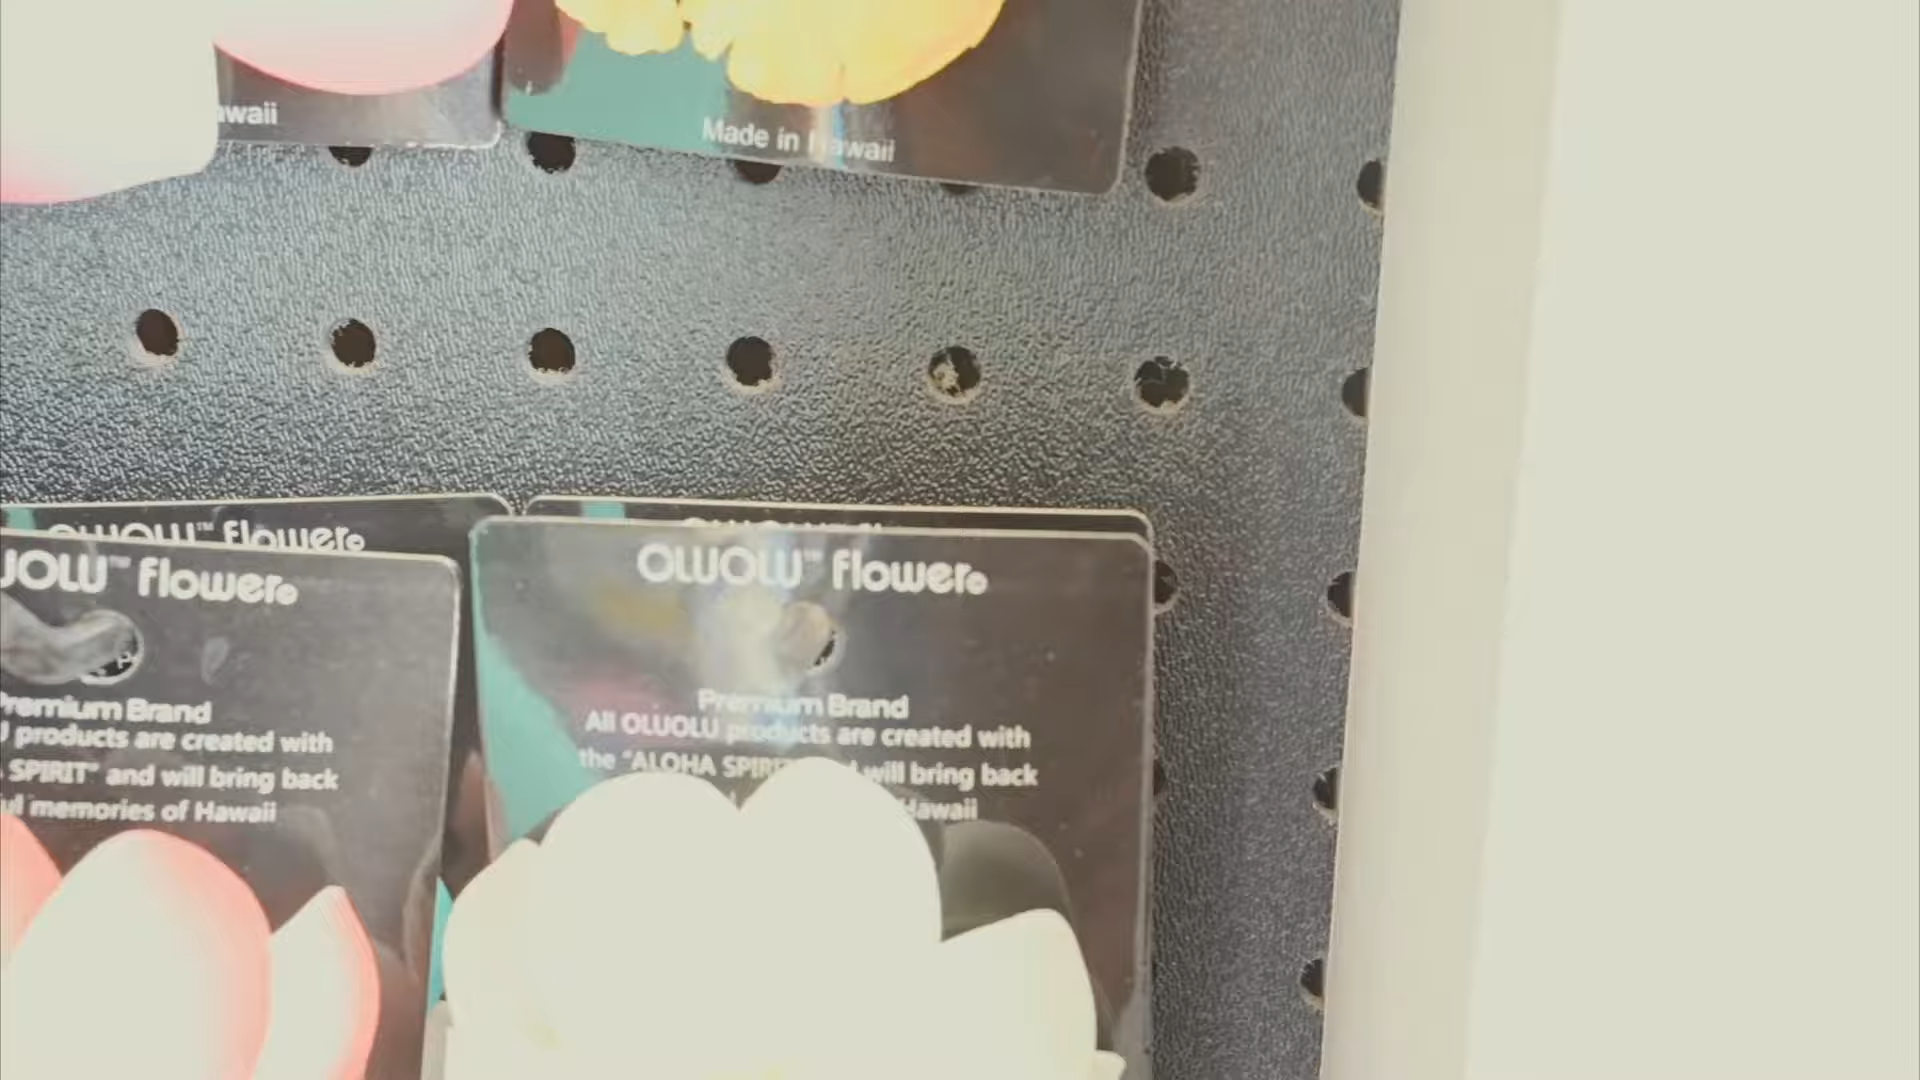 awaii
Made in Hawaii
OLUOLU™ flower
OLUOLU™ flower
Premium Brand
products are created with
SPIRIT" and will bring back
memories of Hawaii
OLUOLU™ flower
Premium Brand
All OLUOLU products are created with
the "ALOHA SPIRIT will bring back
Hawaii